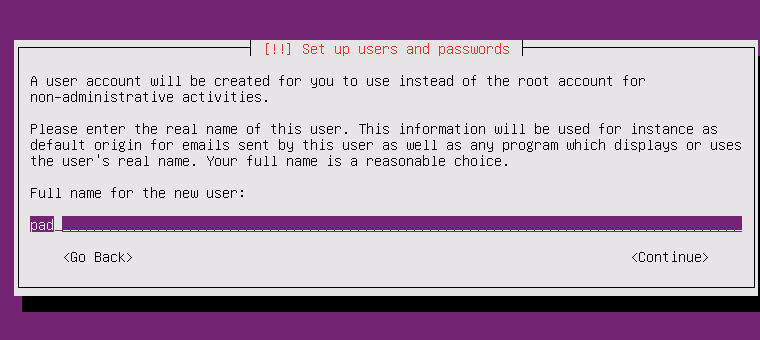 [!!] Set up users and passwords
A user account will be created for you to use instead of the root account for
non-administrative activities.
Please enter the real name of this user. This information will be used for instance as
default origin for emails sent by this user as well as any program which displays or uses
the user's real name. Your full name is a reasonable choice.
Full name for the new user:
pad
<Go Back> <Continue>